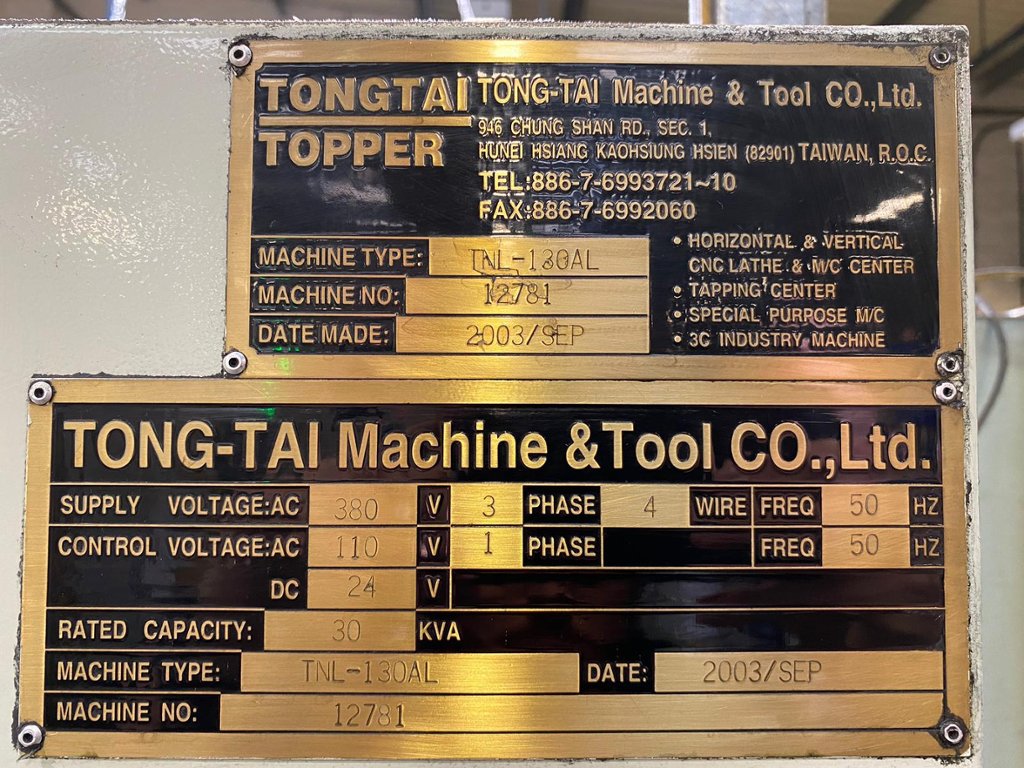 TONGTAI
TOPPER
TONG-TAI Machine & Tool CO.,Ltd.
946 CHUNG SHAN RD., SEC. 1,
HUNEI HSIANG KAOHSIUNG HSIEN (82901) TAIWAN, R.O.C.
TEL:886-7-6993721~10
FAX:886-7-6992060
MACHINE TYPE: TNL-130AL
MACHINE NO: 12781
DATE MADE: 2003/SEP
• HORIZONTAL & VERTICAL
CNC LATHE & M/C CENTER
• TAPPING CENTER
• SPECIAL PURPOSE M/C
• 3C INDUSTRY MACHINE
TONG-TAI Machine &Tool CO.,Ltd.
SUPPLY VOLTAGE:AC 380 V 3 PHASE 4 WIRE FREQ 50 HZ
CONTROL VOLTAGE:AC 110 V 1 PHASE FREQ 50 HZ
DC 24 V
RATED CAPACITY: 30 KVA
MACHINE TYPE: TNL-130AL DATE: 2003/SEP
MACHINE NO: 12781